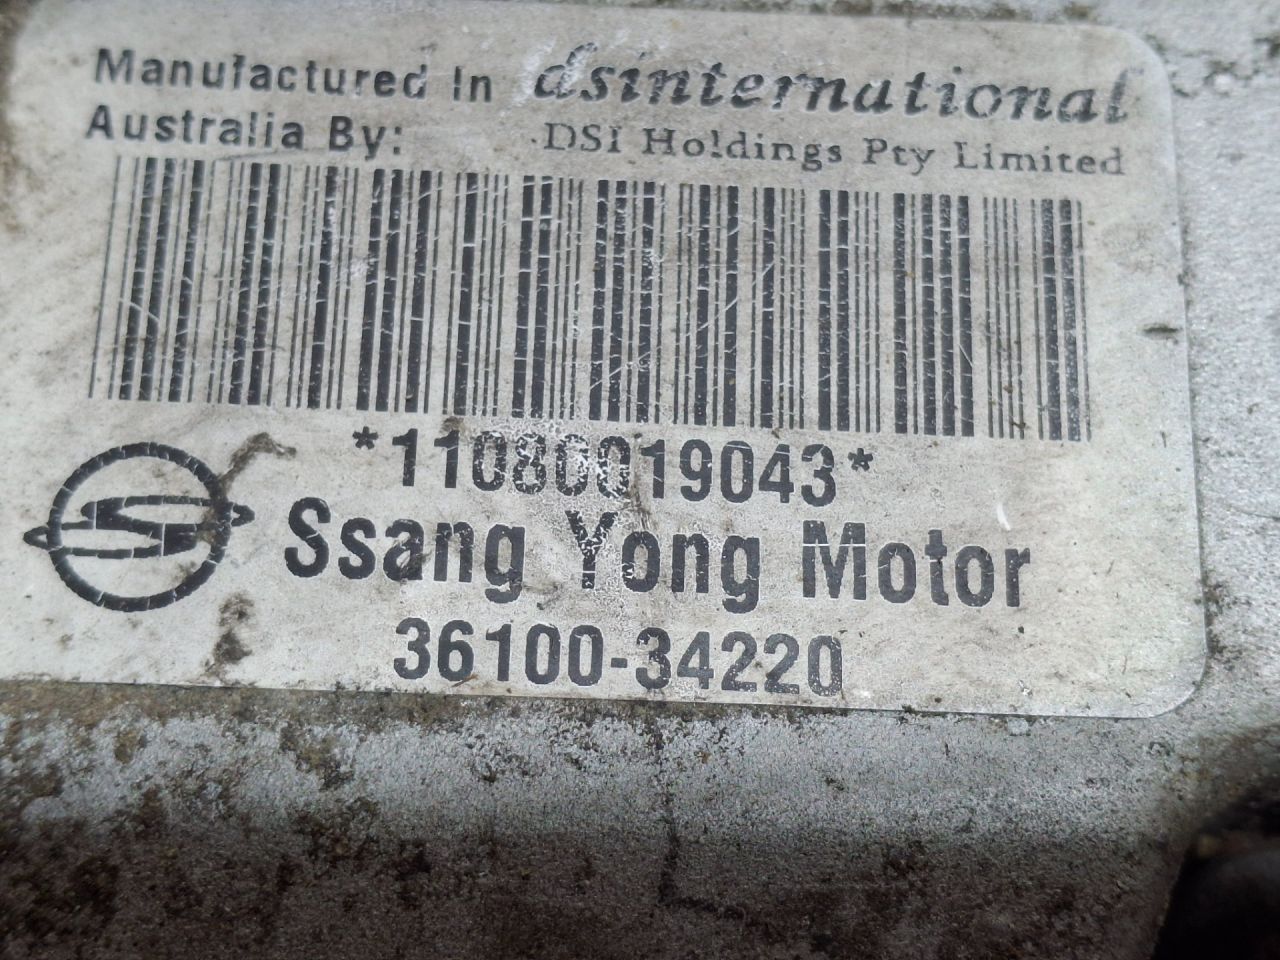 Manufactured In dsinternational
Australia By: DSI Holdings Pty Limited
*11080019043*
Ssang Yong Motor
36100-34220